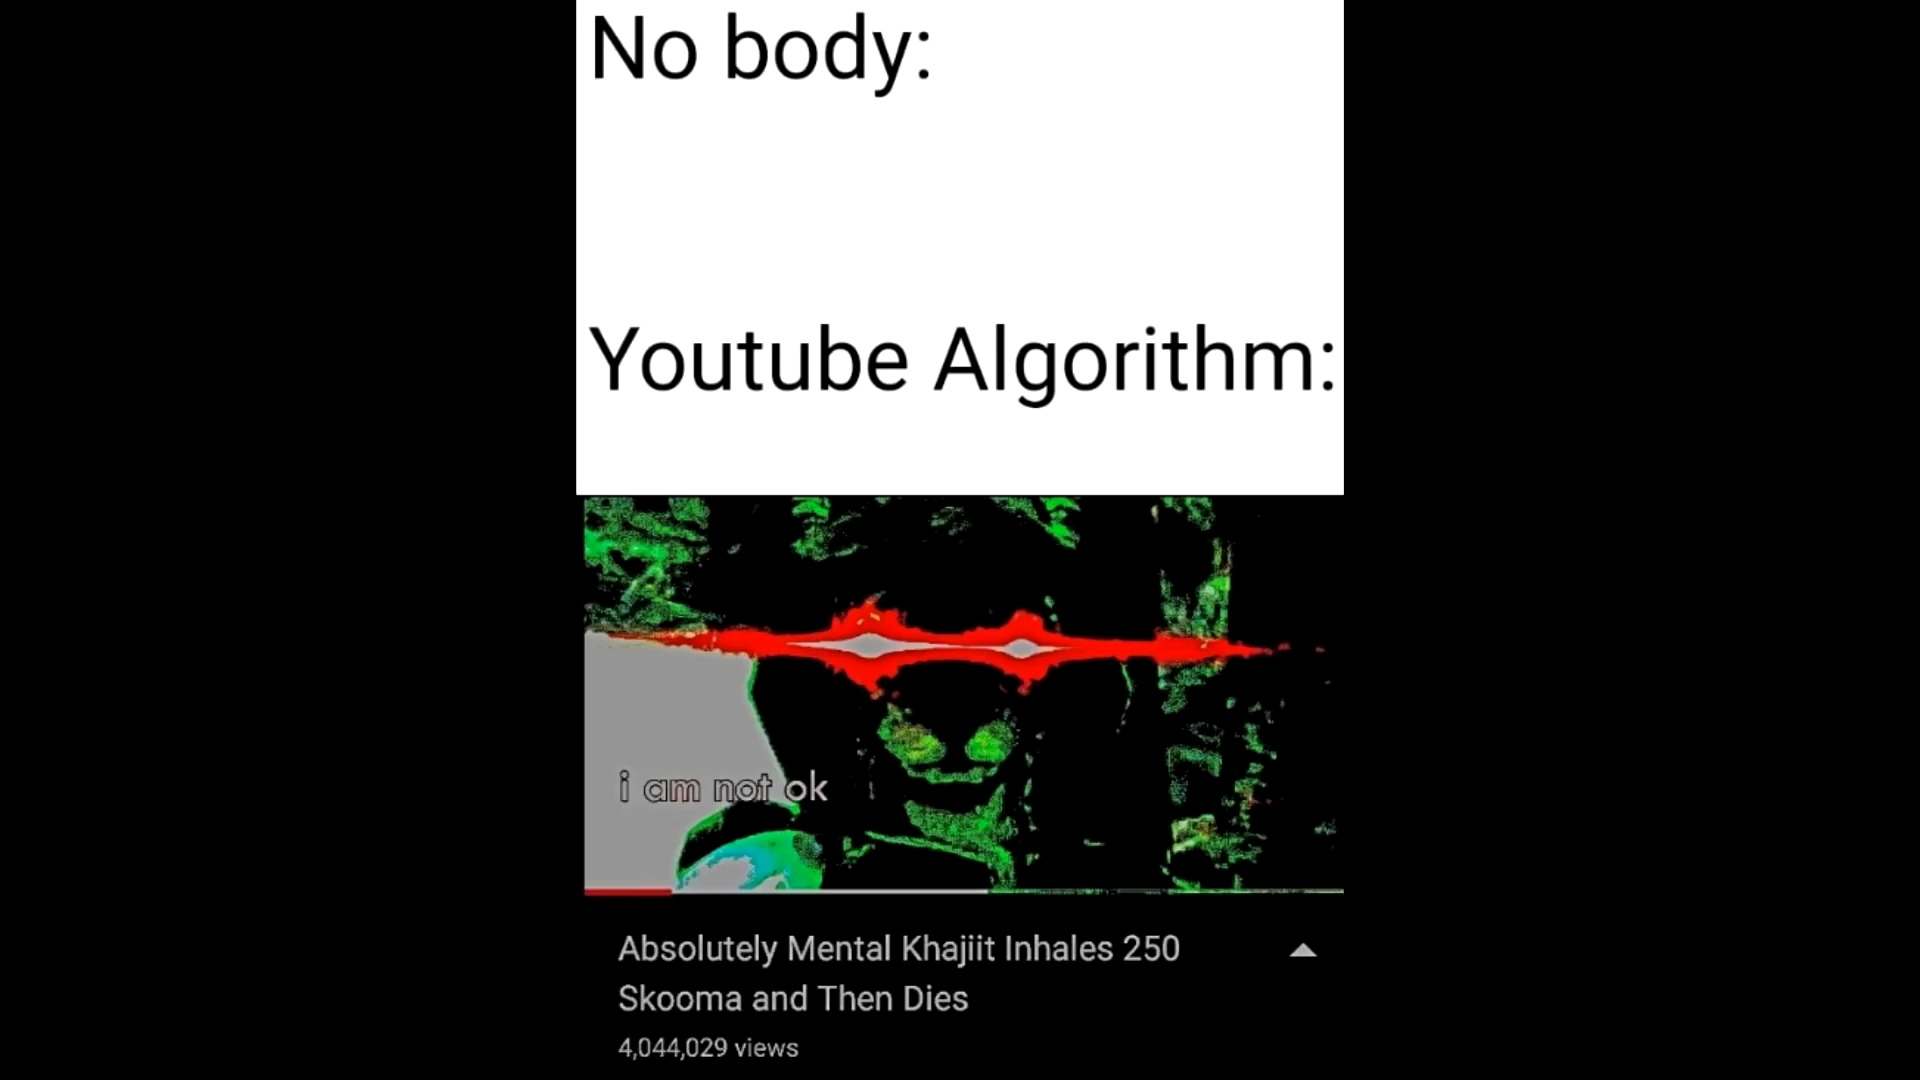 No body:
Youtube Algorithm:
i am not ok
Absolutely Mental Khajiit Inhales 250
Skooma and Then Dies
4,044,029 views